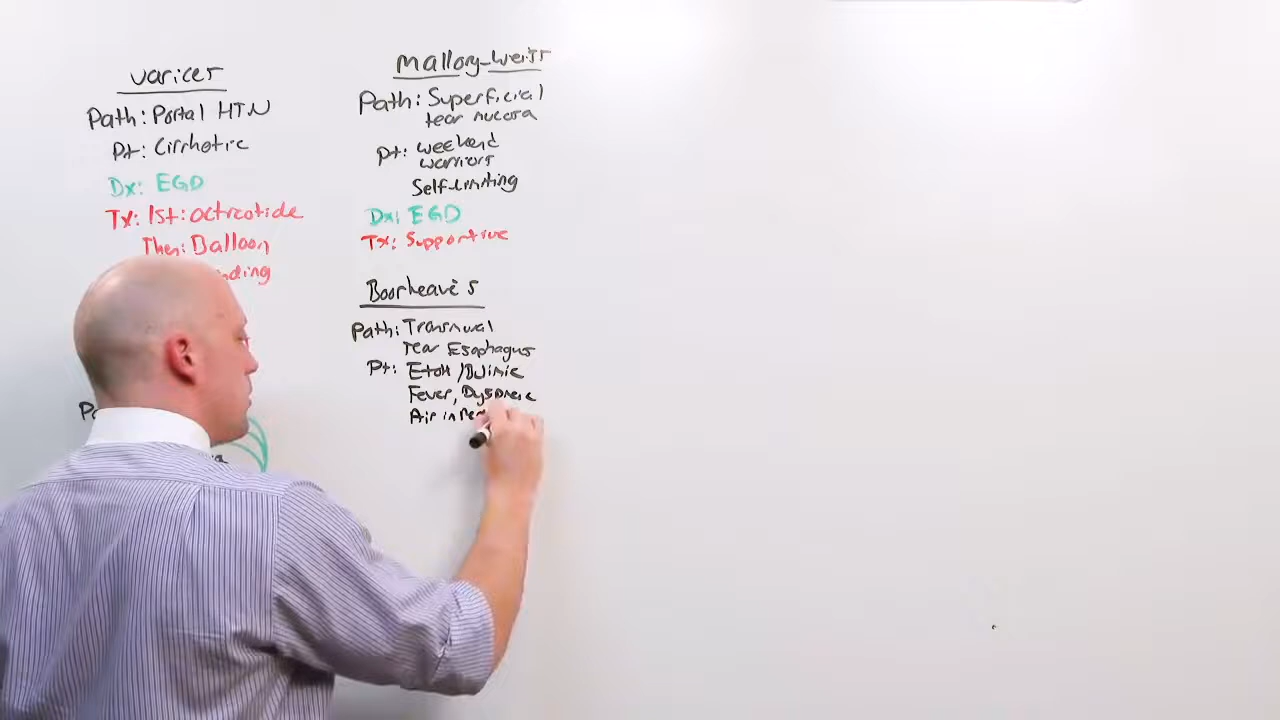 varices
Path: Portal HTN
Pt: Cirrhotic
Dx: EGD
Tx: 1st: octreotide
Then: Balloon
nding
Mallory-Weiss
Path: Superficial
tear mucosa
Pt: weekend
warriors
Self-limiting
Dx: EGD
Tx: Supportive
Boorheave's
Path: Transmural
Tear Esophagus
Pt: EtOH/Bulimic
Fever, Dyspneic
Air in